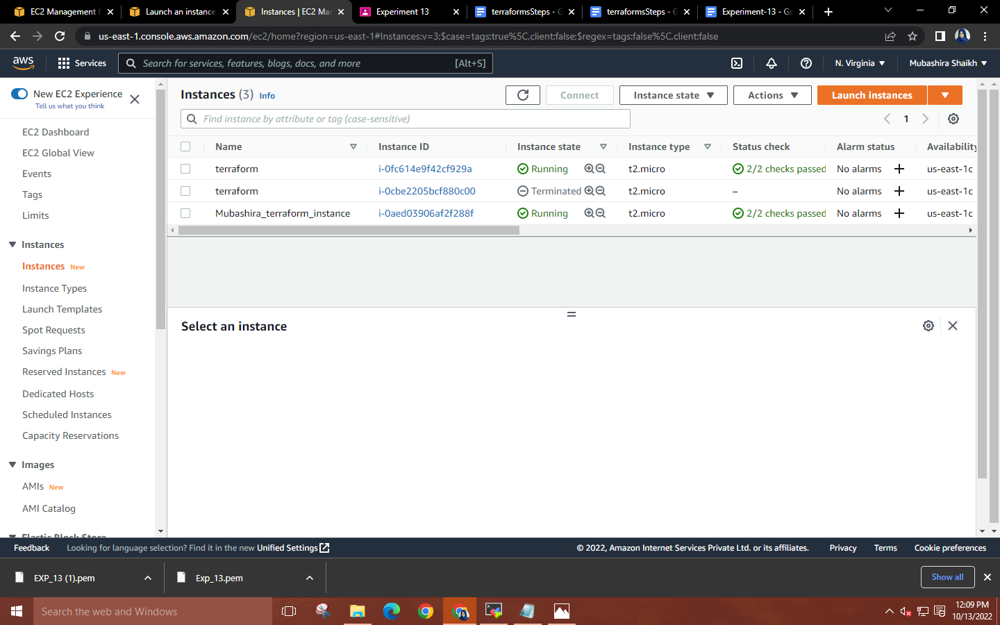 EC2 Management C
Launch an instance
Instances | EC2 Mar
Experiment 13
terraformsSteps - G
terraformsSteps - G
Experiment-13 - Go
us-east-1.console.aws.amazon.com/ec2/home?region=us-east-1#Instances:v=3;$case=tags:true%5C,client:false;$regex=tags:false%5C,client:false
aws
Services
Search for services, features, blogs, docs, and more
[Alt+S]
N. Virginia
Mubashira Shaikh
New EC2 Experience
Tell us what you think
EC2 Dashboard
EC2 Global View
Events
Tags
Limits
Instances
Instances New
Instance Types
Launch Templates
Spot Requests
Savings Plans
Reserved Instances New
Dedicated Hosts
Scheduled Instances
Capacity Reservations
Images
AMIs New
AMI Catalog
Elastic Block Store
Instances (3) Info
Connect
Instance state
Actions
Launch instances
Find instance by attribute or tag (case-sensitive)
1
Name Instance ID Instance state Instance type Status check Alarm status Availability
terraform i-0fc614e9f42cf929a Running t2.micro 2/2 checks passed No alarms + us-east-1c
terraform i-0cbe2205bcf880c00 Terminated t2.micro – No alarms + us-east-1c
Mubashira_terraform_instance i-0aed03906af2f288f Running t2.micro 2/2 checks passed No alarms + us-east-1c
Select an instance
Feedback
Looking for language selection? Find it in the new Unified Settings
© 2022, Amazon Internet Services Private Ltd. or its affiliates.
Privacy
Terms
Cookie preferences
EXP_13 (1).pem
Exp_13.pem
Show all
Search the web and Windows
12:09 PM
10/13/2022